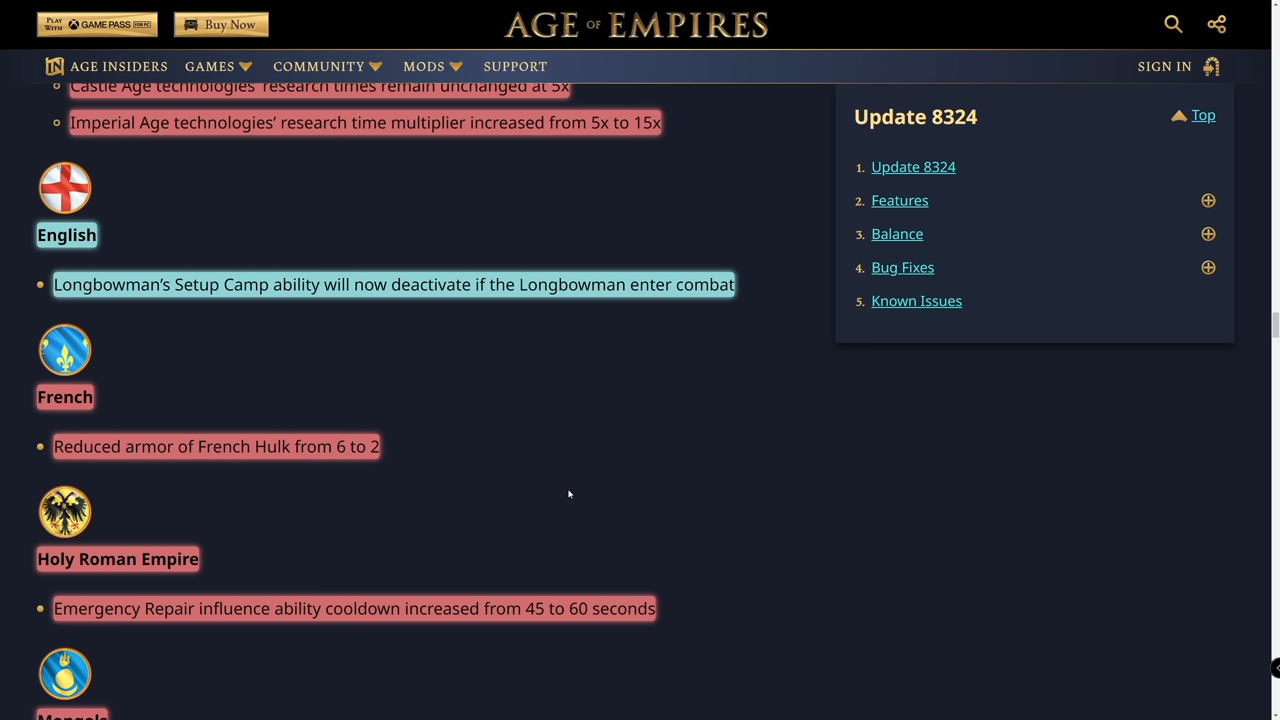 PLAY WITH GAME PASS FOR PC
Buy Now
AGE OF EMPIRES
AGE INSIDERS
GAMES
COMMUNITY
MODS
SUPPORT
SIGN IN
Castle Age technologies' research times remain unchanged at 5x
Imperial Age technologies’ research time multiplier increased from 5x to 15x
English
Longbowman’s Setup Camp ability will now deactivate if the Longbowman enter combat
French
Reduced armor of French Hulk from 6 to 2
Holy Roman Empire
Emergency Repair influence ability cooldown increased from 45 to 60 seconds
Mongols
Update 8324
Top
1. Update 8324
2. Features
3. Balance
4. Bug Fixes
5. Known Issues